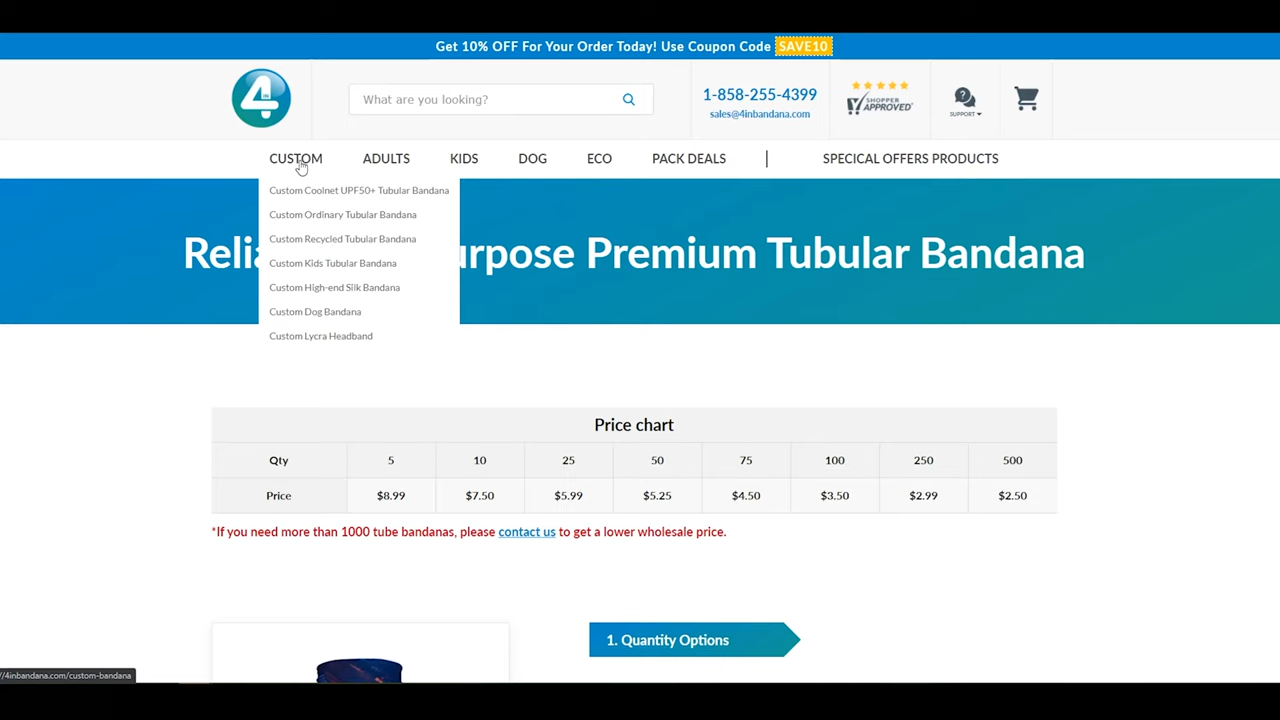 Get 10% OFF For Your Order Today! Use Coupon Code SAVE10
4
IN
What are you looking?
1-858-255-4399
sales@4inbandana.com
SHOPPER
APPROVED
SUPPORT
CUSTOM ADULTS KIDS DOG ECO PACK DEALS | SPECICAL OFFERS PRODUCTS
Custom Coolnet UPF50+ Tubular Bandana
Custom Ordinary Tubular Bandana
Custom Recycled Tubular Bandana
Custom Kids Tubular Bandana
Custom High-end Silk Bandana
Custom Dog Bandana
Custom Lycra Headband
Premium Tubular Bandana
Price chart
Qty 5 10 25 50 75 100 250 500
Price $8.99 $7.50 $5.99 $5.25 $4.50 $3.50 $2.99 $2.50
*If you need more than 1000 tube bandanas, please contact us to get a lower wholesale price.
1. Quantity Options
//4inbandana.com/custom-bandana